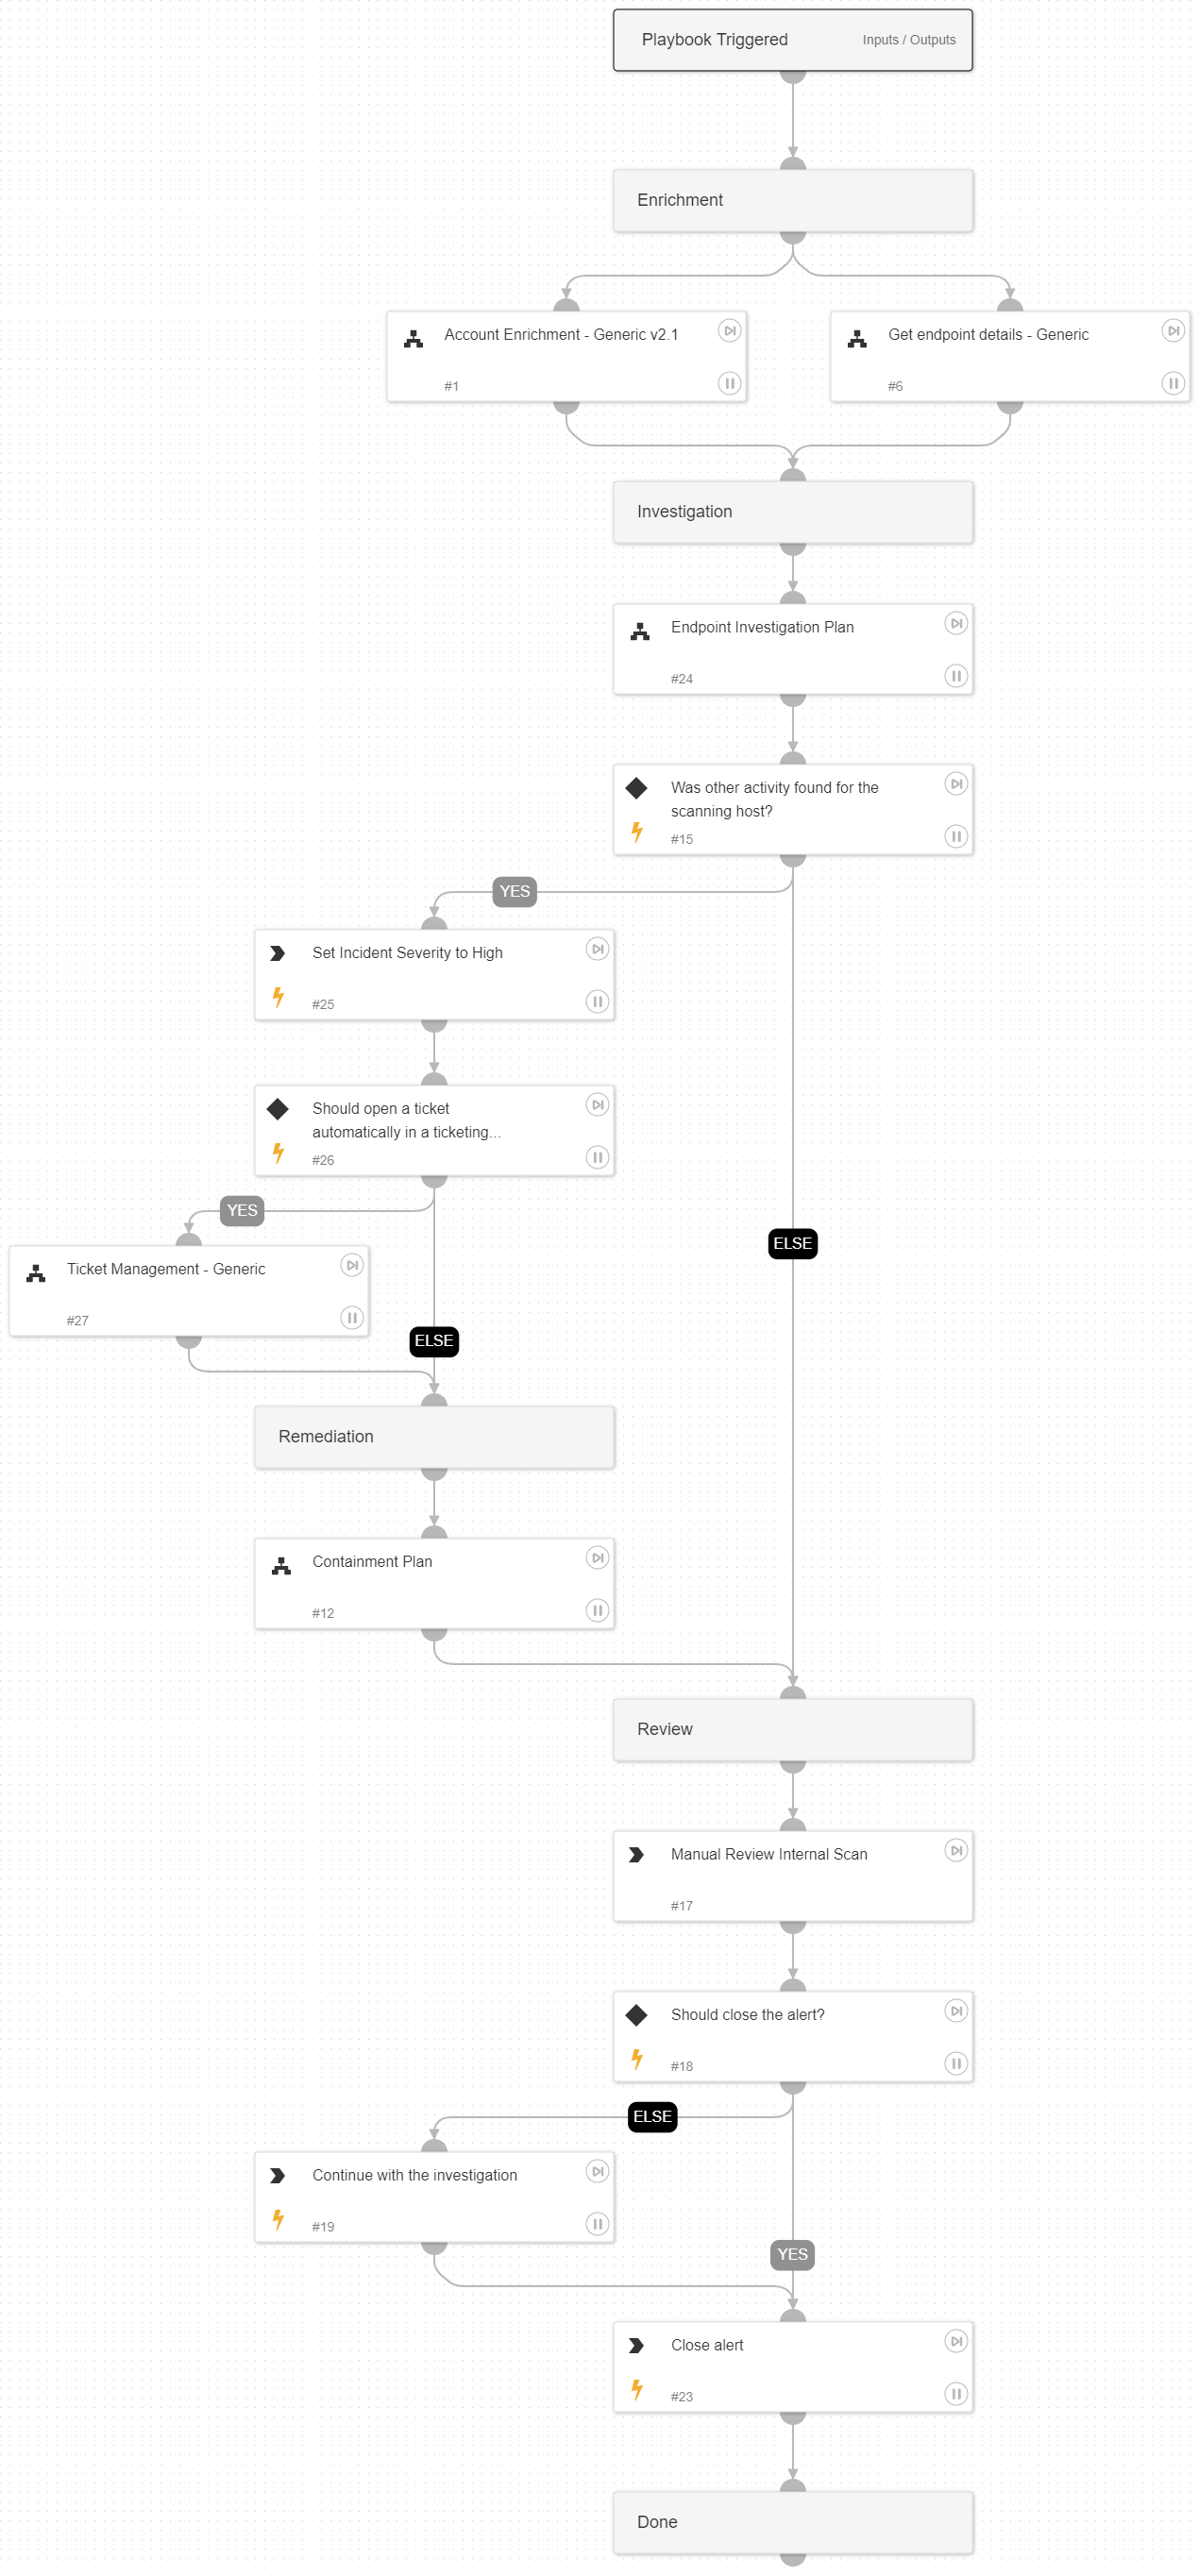 Playbook Triggered
Inputs / Outputs
Enrichment
Account Enrichment - Generic v2.1
#1
Get endpoint details - Generic
#6
Investigation
Endpoint Investigation Plan
#24
Was other activity found for the
scanning host?
#15
YES
Set Incident Severity to High
#25
Should open a ticket
automatically in a ticketing...
#26
YES
ELSE
Ticket Management - Generic
#27
ELSE
Remediation
Containment Plan
#12
Review
Manual Review Internal Scan
#17
Should close the alert?
#18
ELSE
Continue with the investigation
#19
YES
Close alert
#23
Done